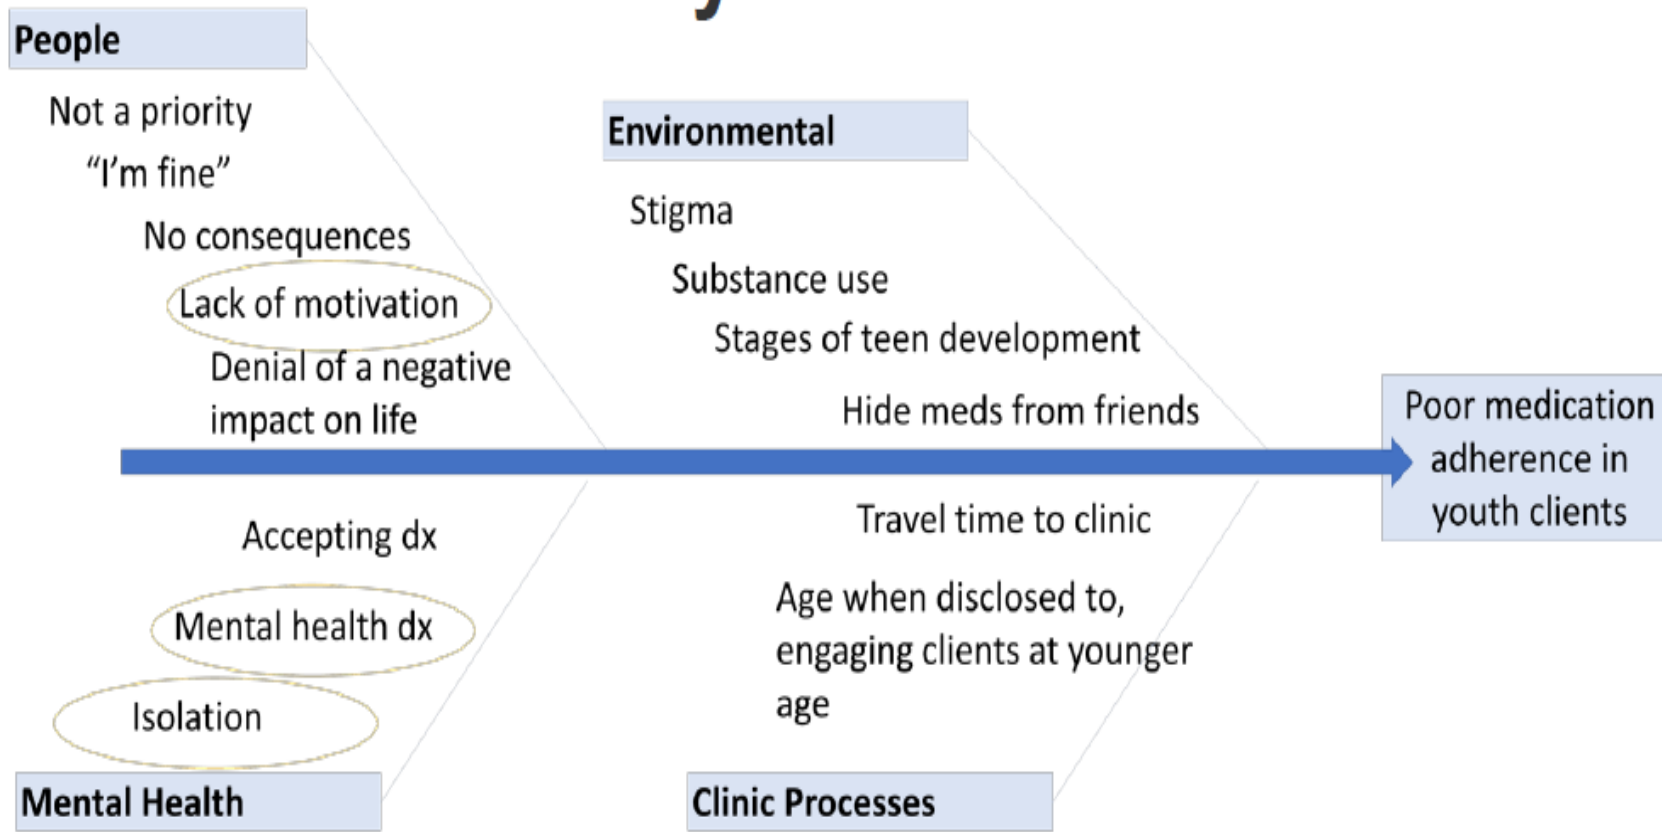 People
Not a priority
“I’m fine”
No consequences
Lack of motivation
Denial of a negative
impact on life
Environmental
Stigma
Substance use
Stages of teen development
Hide meds from friends
Poor medication
adherence in
youth clients
Accepting dx
Mental health dx
Isolation
Mental Health
Travel time to clinic
Age when disclosed to,
engaging clients at younger
age
Clinic Processes